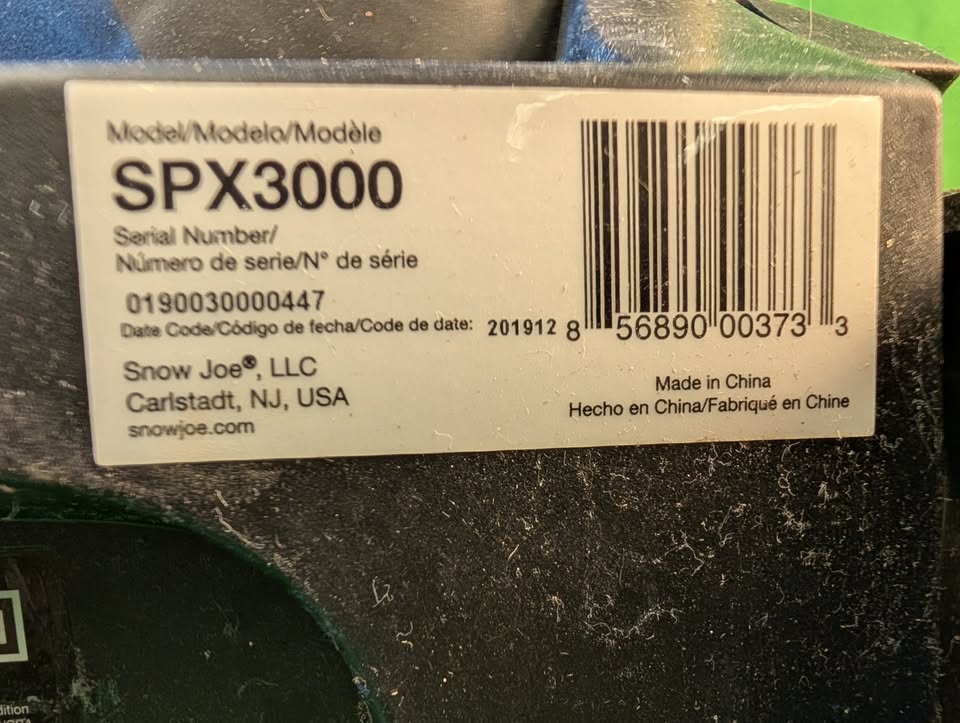 Model/Modelo/Modèle
SPX3000
Serial Number/
Número de serie/N° de série
0190030000447
Date Code/Código de fecha/Code de date: 201912
Snow Joe®, LLC
Carlstadt, NJ, USA
snowjoe.com
8 56890 00373 3
Made in China
Hecho en China/Fabriqué en Chine